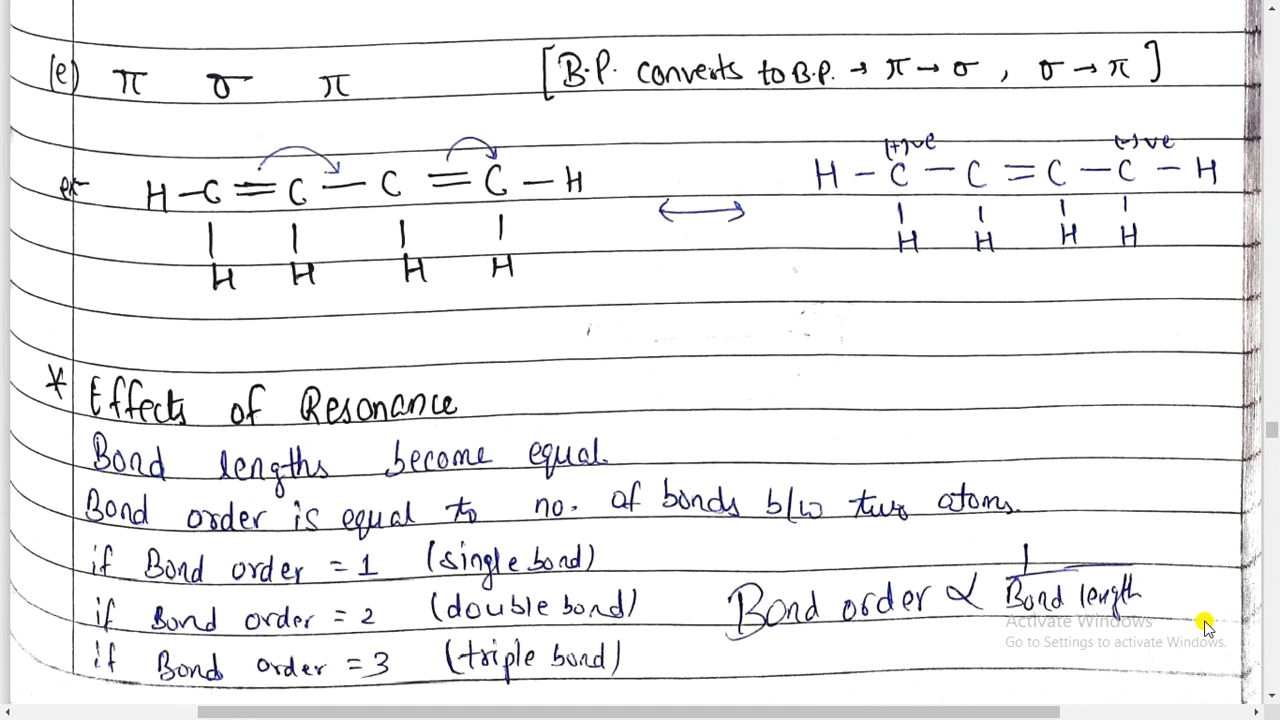 (e) π σ π [B.P. converts to B.P. → π → σ , σ → π ]
(+)ve (-)ve
ex- H - C = C - C = C - H ⟷ H - C - C = C - C - H
H H H H H H H H
* Effects of Resonance
Bond lengths become equal.
Bond order is equal to no. of bonds b/w two atoms.
if Bond order = 1 (single bond)
if Bond order = 2 (double bond) Bond order ∝ 1/Bond length
if Bond order = 3 (triple bond)
Activate Windows
Go to Settings to activate Windows.